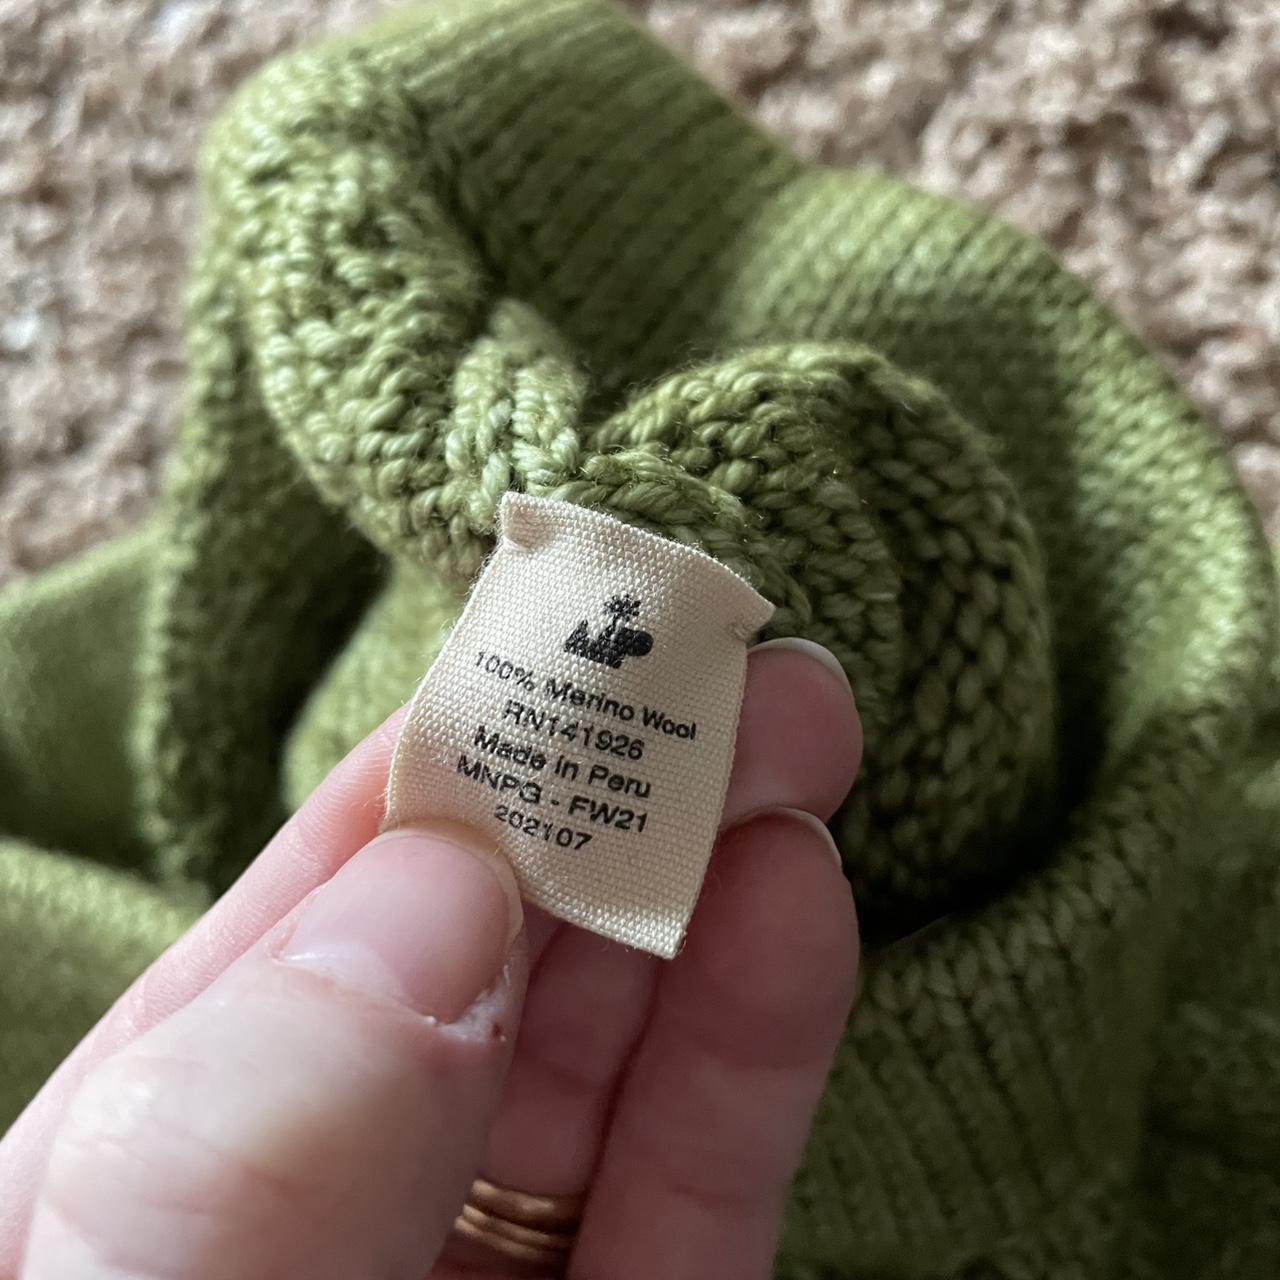 100% Merino Wool
RN141926
Made in Peru
MNPG - FW21
202107